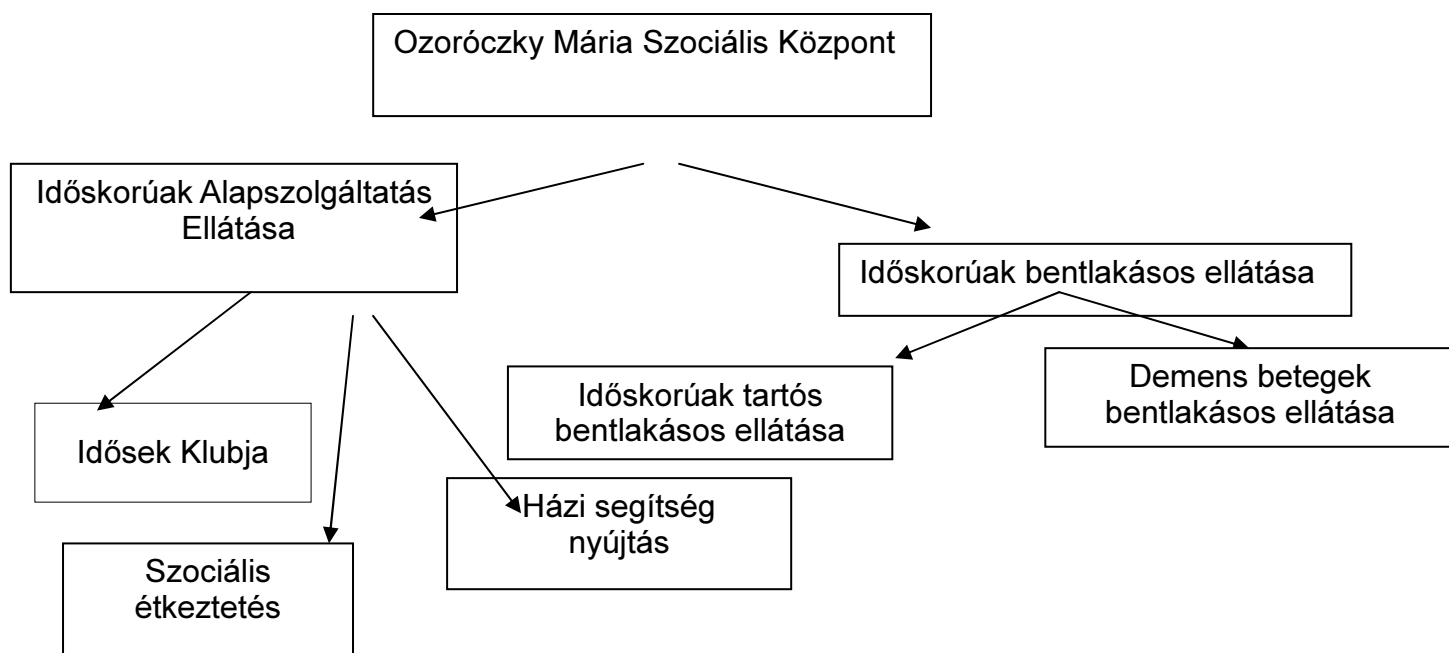 Ozoróczky Mária Szociális Központ
Időskorúak Alapszolgáltatás
Ellátása
Időskorúak bentlakásos ellátása
Időskorúak tartós
bentlakásos ellátása
Demens betegek
bentlakásos ellátása
Idősek Klubja
Házi segítség
nyújtás
Szociális
étkeztetés